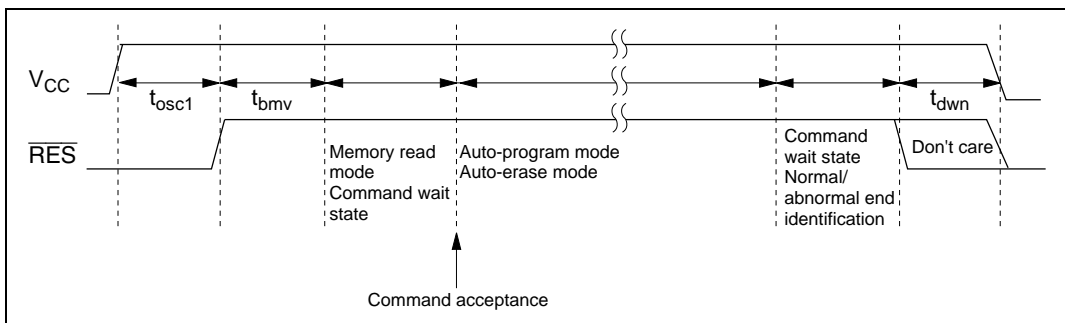 VCC
tosc1
tbmv
tdwn
RES
Memory read
mode
Command wait
state
Auto-program mode
Auto-erase mode
Command
wait state
Normal/
abnormal end
identification
Don't care
Command acceptance